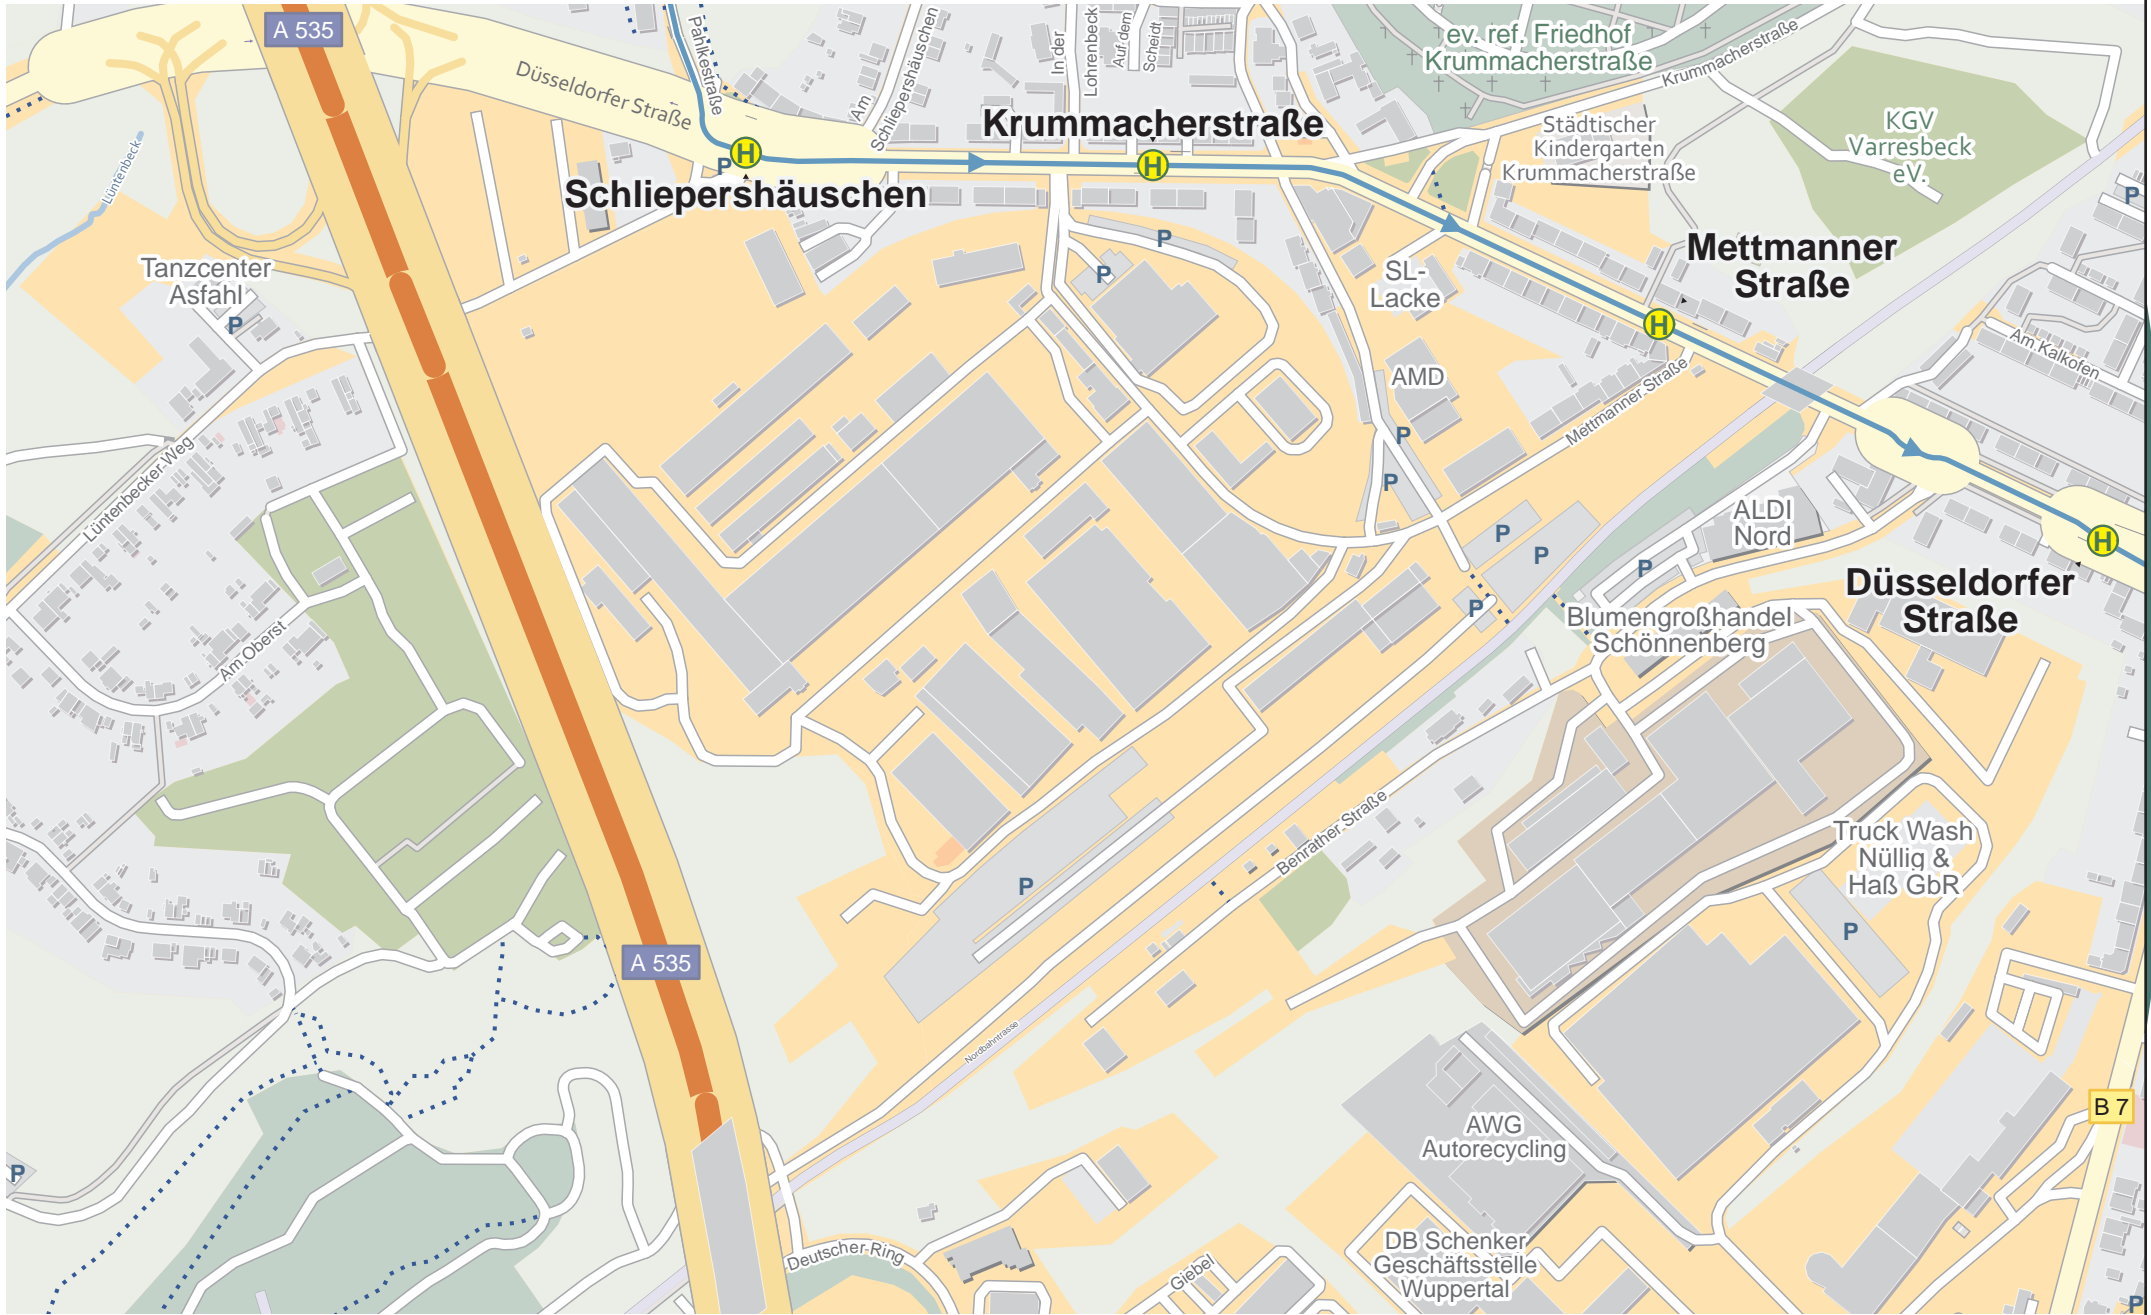 A 535
Düsseldorfer Straße
Pahlkestraße
Am
Schliepershäuschen
In der
Lohrenbeck
Auf dem
Scheidt
ev. ref. Friedhof
Krummacherstraße
Krummacherstraße
KGV
Varresbeck
eV.
Städtischer
Kindergarten
Krummacherstraße
Krummacherstraße
H
H
P
Schliepershäuschen
P
Lüntenbeck
Tanzcenter
Asfahl
P
P
P
SL-
Lacke
Mettmanner
Straße
H
Am Kalkofen
AMD
Mettmanner Straße
P
P
Lüntenbecker Weg
ALDI
Nord
P
P
P
P
H
Düsseldorfer
Straße
Blumengroßhandel
Schönnenberg
Am Oberst
Benrather Straße
Truck Wash
Nüllig &
Haß GbR
P
P
A 535
Nordbahntrasse
B 7
AWG
Autorecycling
P
Deutscher Ring
Giebel
DB Schenker
Geschäftsstelle
Wuppertal
P